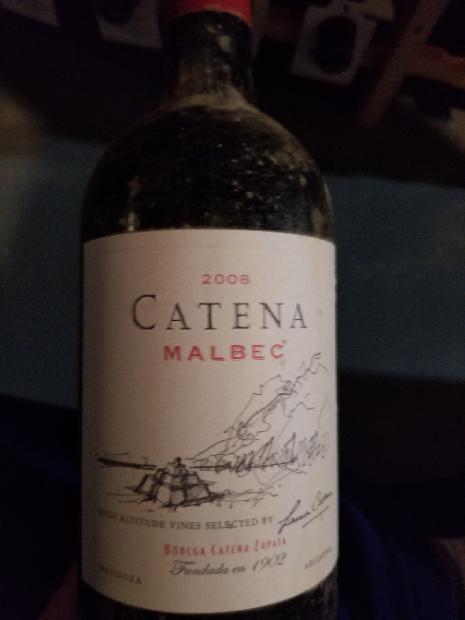 2008
CATENA
MALBEC
HIGH ALTITUDE VINES SELECTED BY
BODEGA CATENA ZAPATA
Fundada en 1902
MENDOZA
ARGENTINA